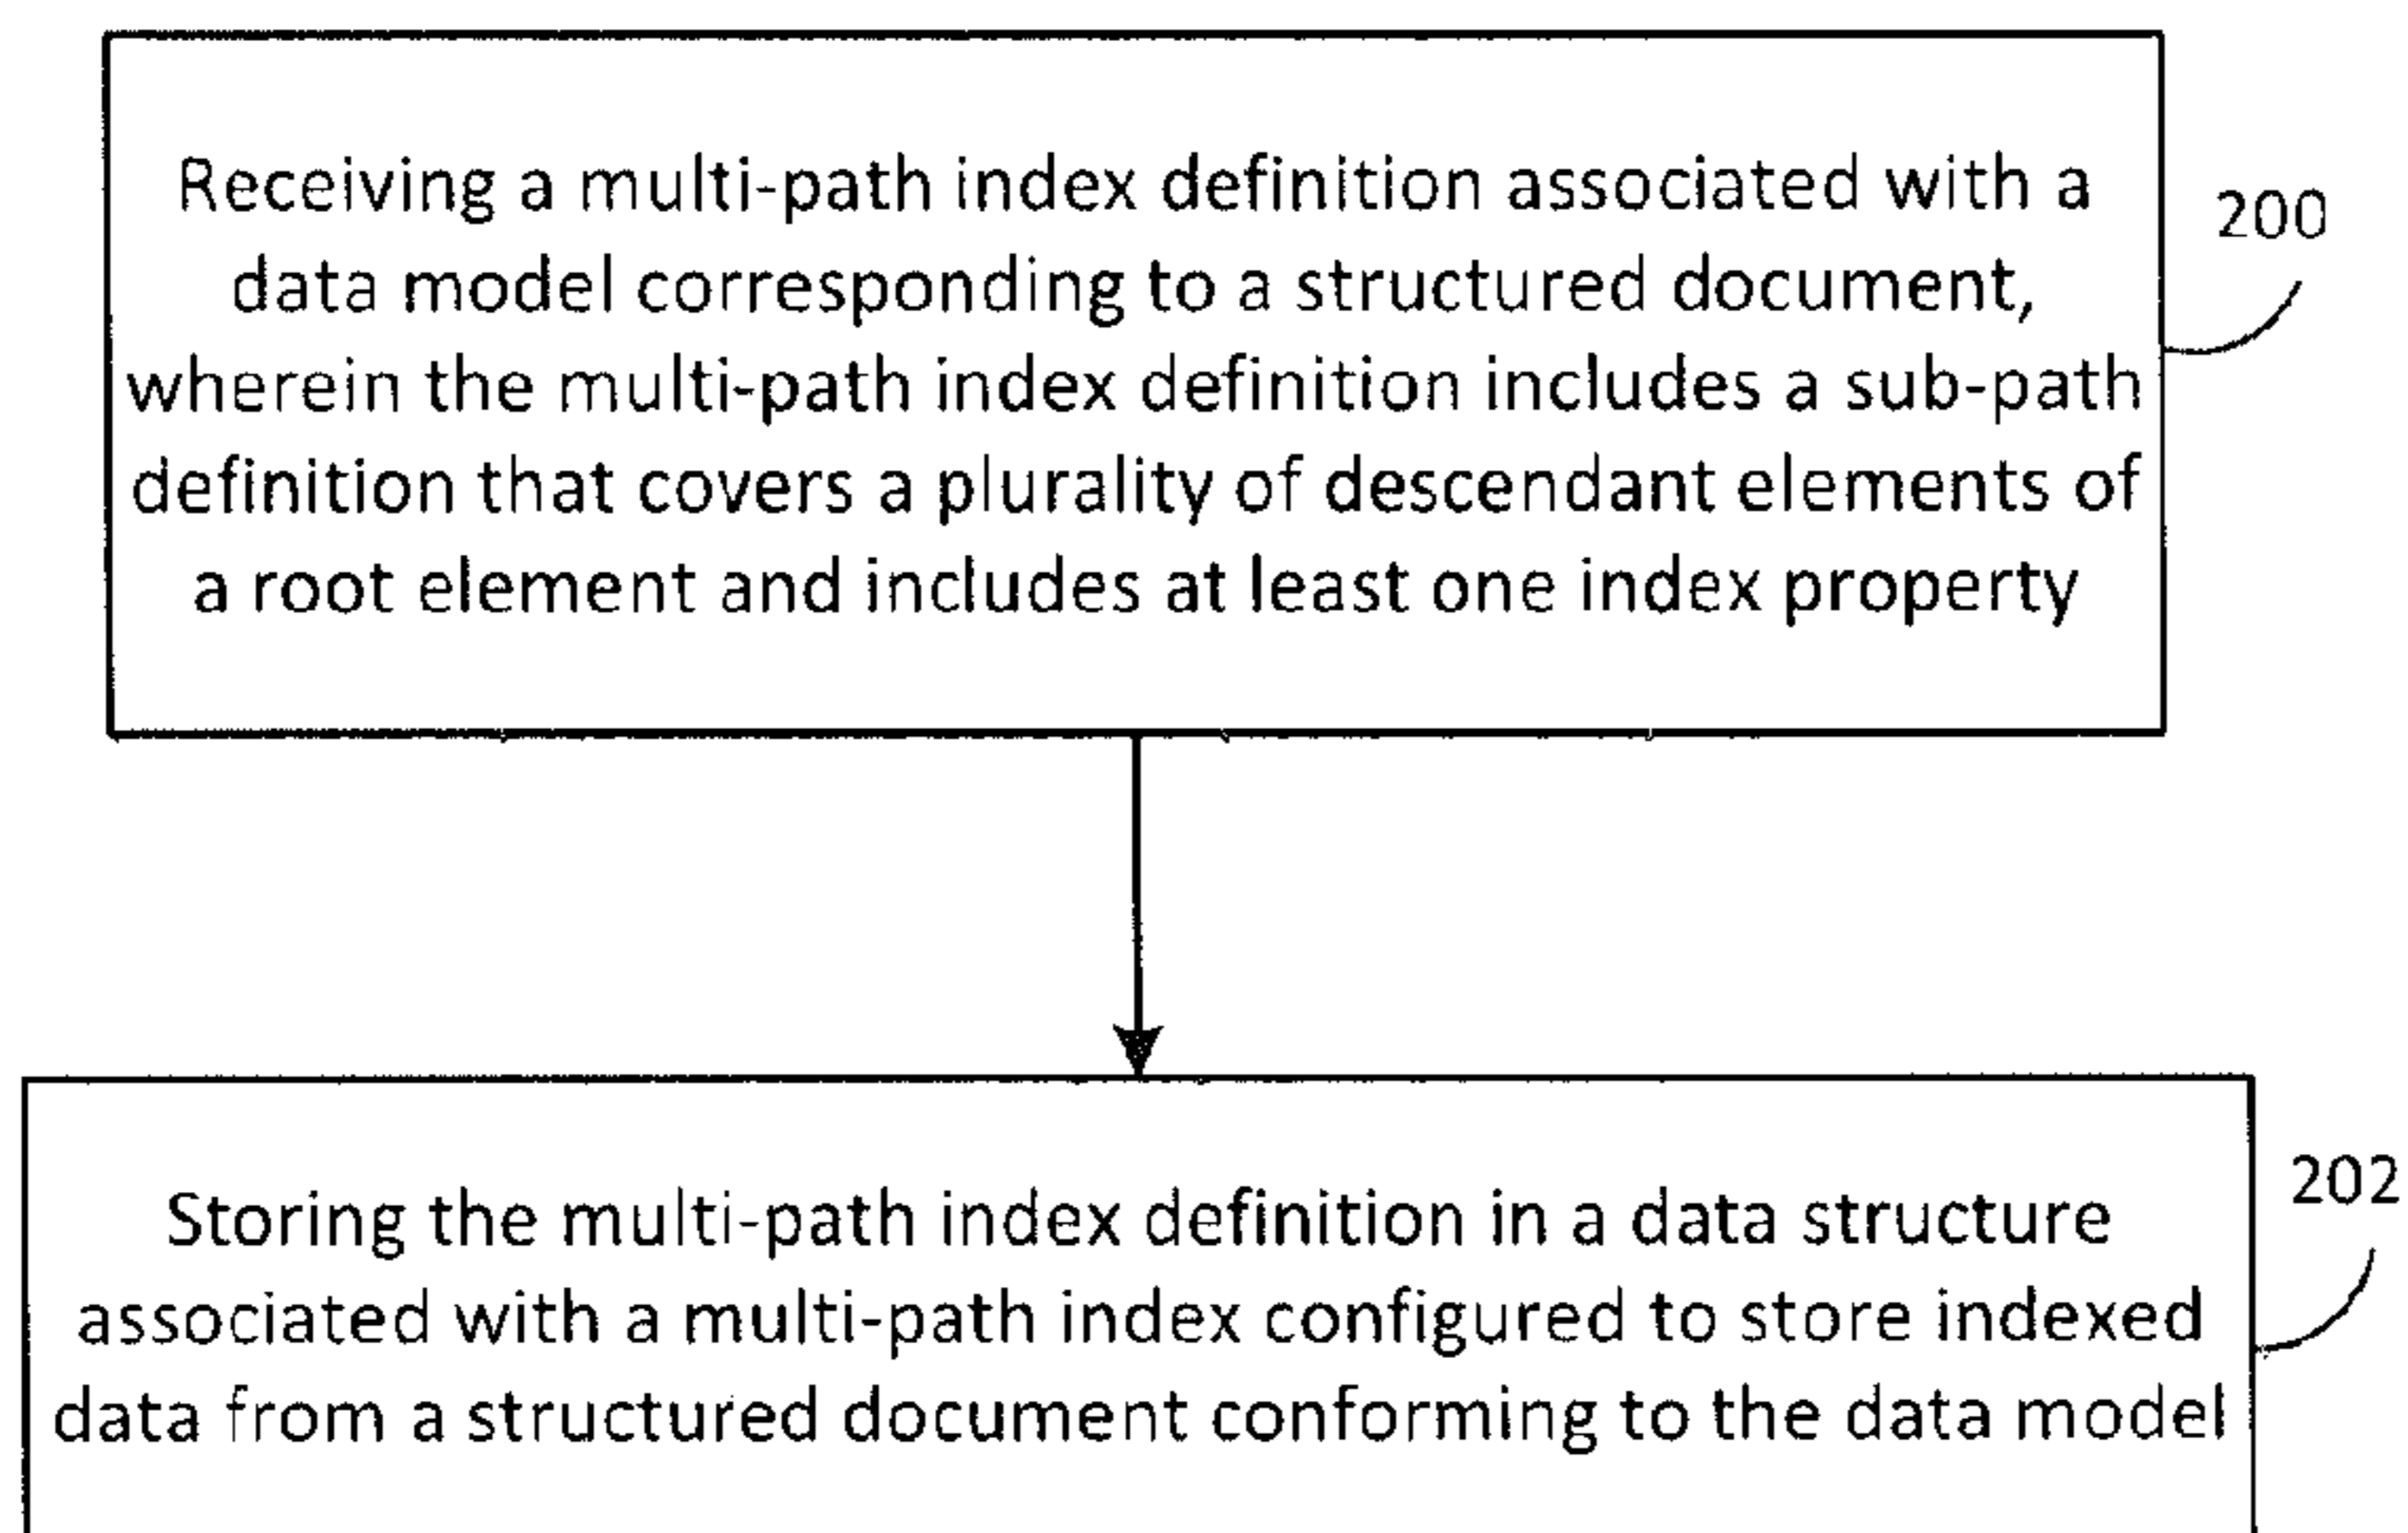 Receiving a multi-path index definition associated with a
data model corresponding to a structured document,
wherein the multi-path index definition includes a sub-path
definition that covers a plurality of descendant elements of
a root element and includes at least one index property
200
Storing the multi-path index definition in a data structure
associated with a multi-path index configured to store indexed
data from a structured document conforming to the data model
202